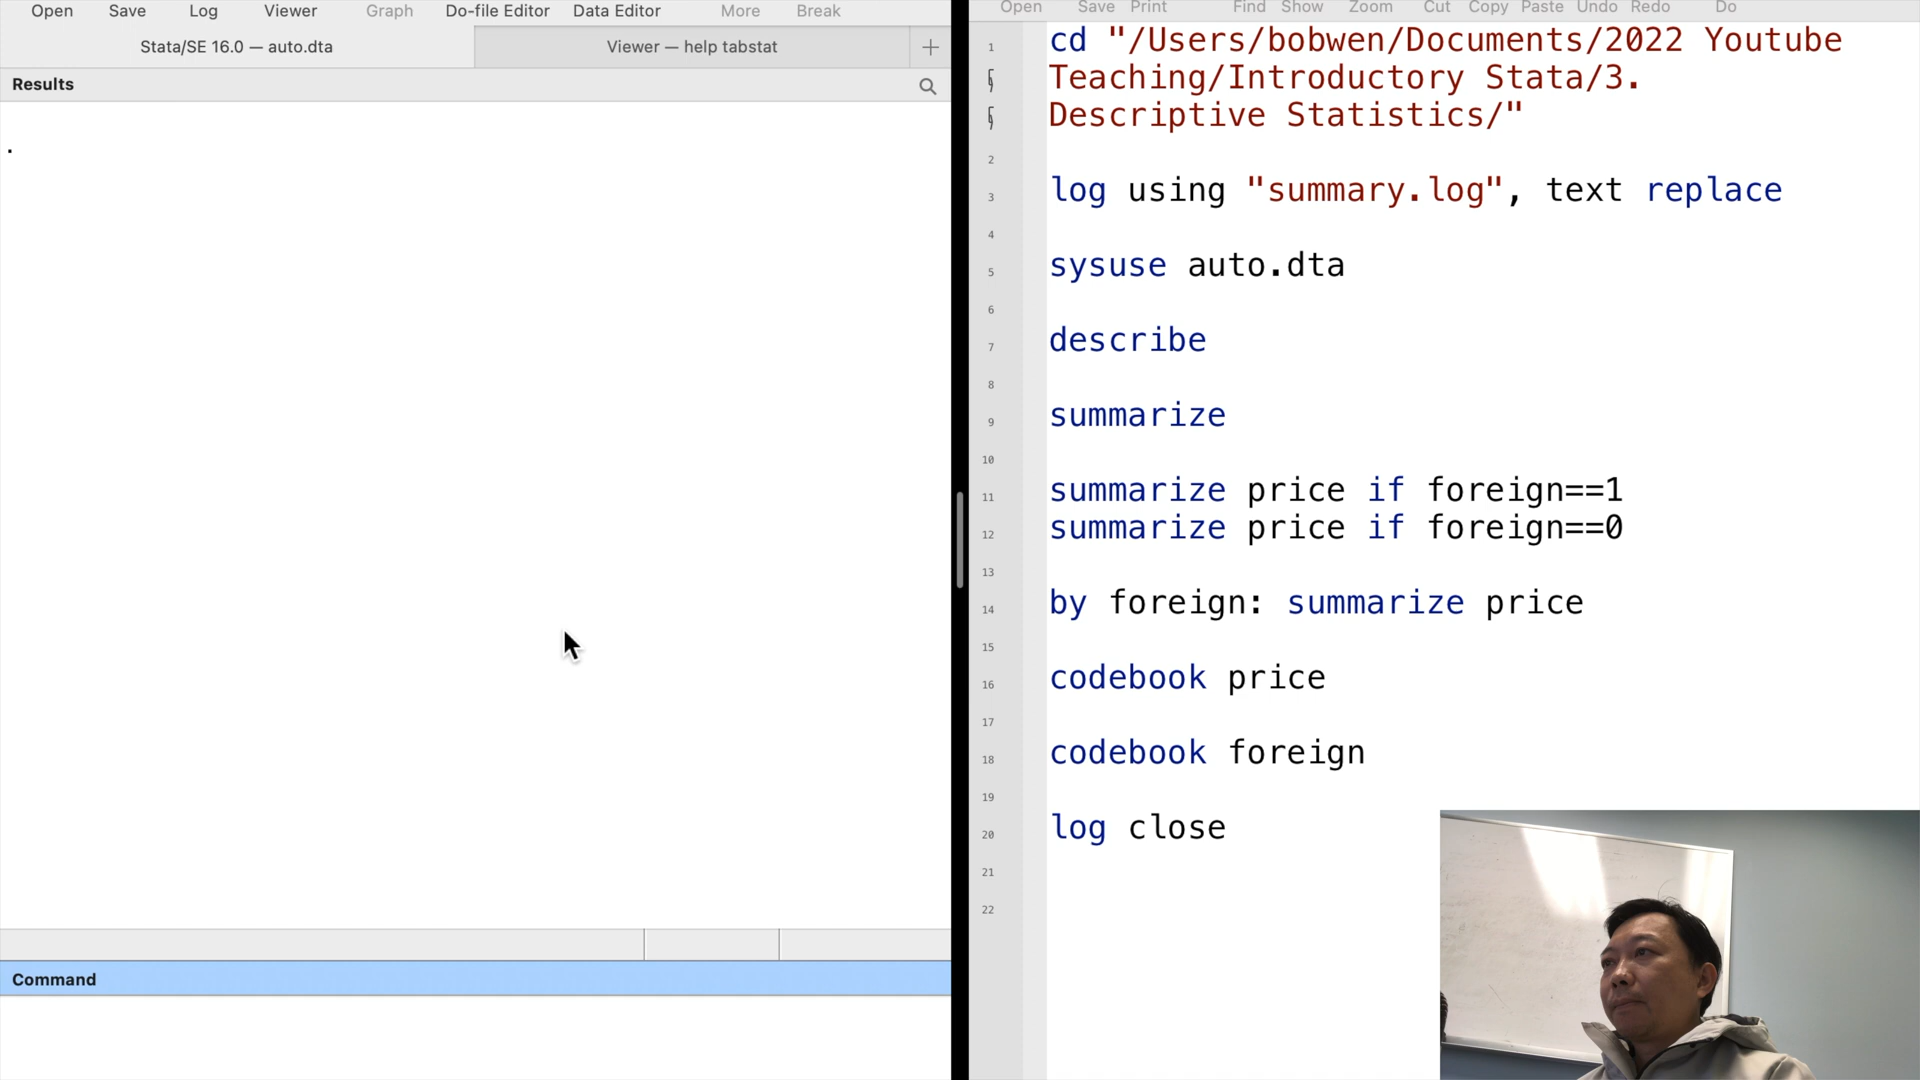 Open Save Log Viewer Graph Do-file Editor Data Editor More Break
Stata/SE 16.0 — auto.dta
Viewer — help tabstat
Results
.
Command
Open Save Print Find Show Zoom Cut Copy Paste Undo Redo Do
1 cd "/Users/bobwen/Documents/2022 Youtube
Teaching/Introductory Stata/3.
Descriptive Statistics/"
2
3 log using "summary.log", text replace
4
5 sysuse auto.dta
6
7 describe
8
9 summarize
10
11 summarize price if foreign==1
12 summarize price if foreign==0
13
14 by foreign: summarize price
15
16 codebook price
17
18 codebook foreign
19
20 log close
21
22